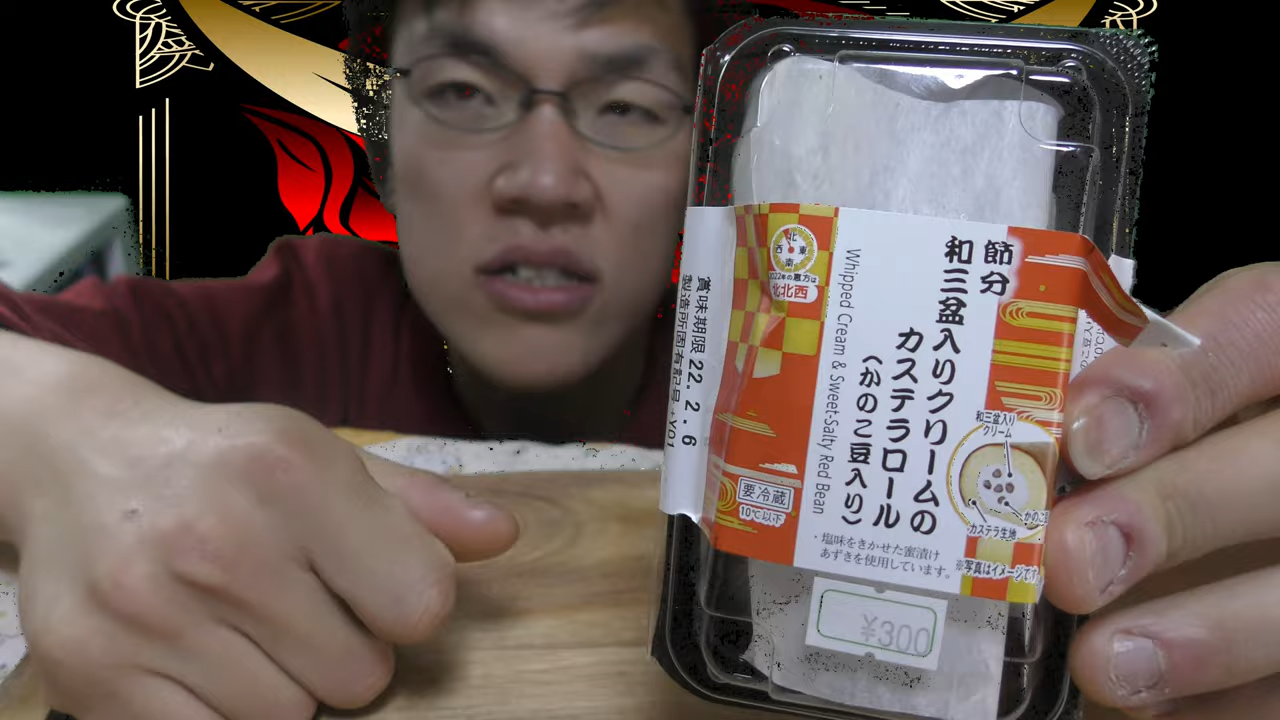 節分
和三盆入りクリームの
カステラロール
(かのこ豆入り)
Whipped Cream & Sweet-Salty Red Bean
北
西 東
南
2022年の恵方は
北北西
賞味期限 22. 2. 6
製造所固有記号
+Y01
要冷蔵
10℃以下
・塩味をきかせた蜜漬け
あずきを使用しています。
和三盆入り
クリーム
カステラ生地
かのこ豆
※写真はイメージです。
¥300